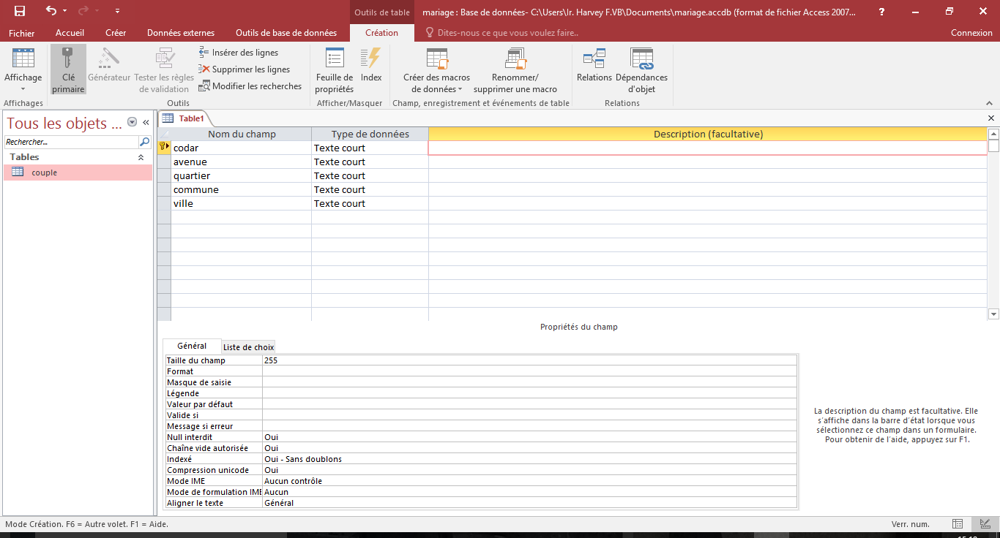 Outils de table
mariage : Base de données- C:\Users\Ir. Harvey F.VB\Documents\mariage.accdb (format de fichier Access 2007...
?
Fichier Accueil Créer Données externes Outils de base de données Création Dites-nous ce que vous voulez faire.. Connexion
Affichage
Clé primaire
Générateur
Tester les règles de validation
Insérer des lignes
Supprimer les lignes
Modifier les recherches
Feuille de propriétés
Index
Créer des macros de données
Renommer/ supprimer une macro
Relations
Dépendances d'objet
Affichages Outils Afficher/Masquer Champ, enregistrement et événements de table Relations
Tous les objets ... «
Rechercher...
Tables
couple
Table1
Nom du champ Type de données Description (facultative)
codar Texte court
avenue Texte court
quartier Texte court
commune Texte court
ville Texte court
Propriétés du champ
Général Liste de choix
Taille du champ 255
Format
Masque de saisie
Légende
Valeur par défaut
Valide si
Message si erreur
Null interdit Oui
Chaîne vide autorisée Oui
Indexé Oui - Sans doublons
Compression unicode Oui
Mode IME Aucun contrôle
Mode de formulation IME Aucun
Aligner le texte Général
La description du champ est facultative. Elle
s'affiche dans la barre d'état lorsque vous
sélectionnez ce champ dans un formulaire.
Pour obtenir de l'aide, appuyez sur F1.
Mode Création. F6 = Autre volet. F1 = Aide. Verr. num.